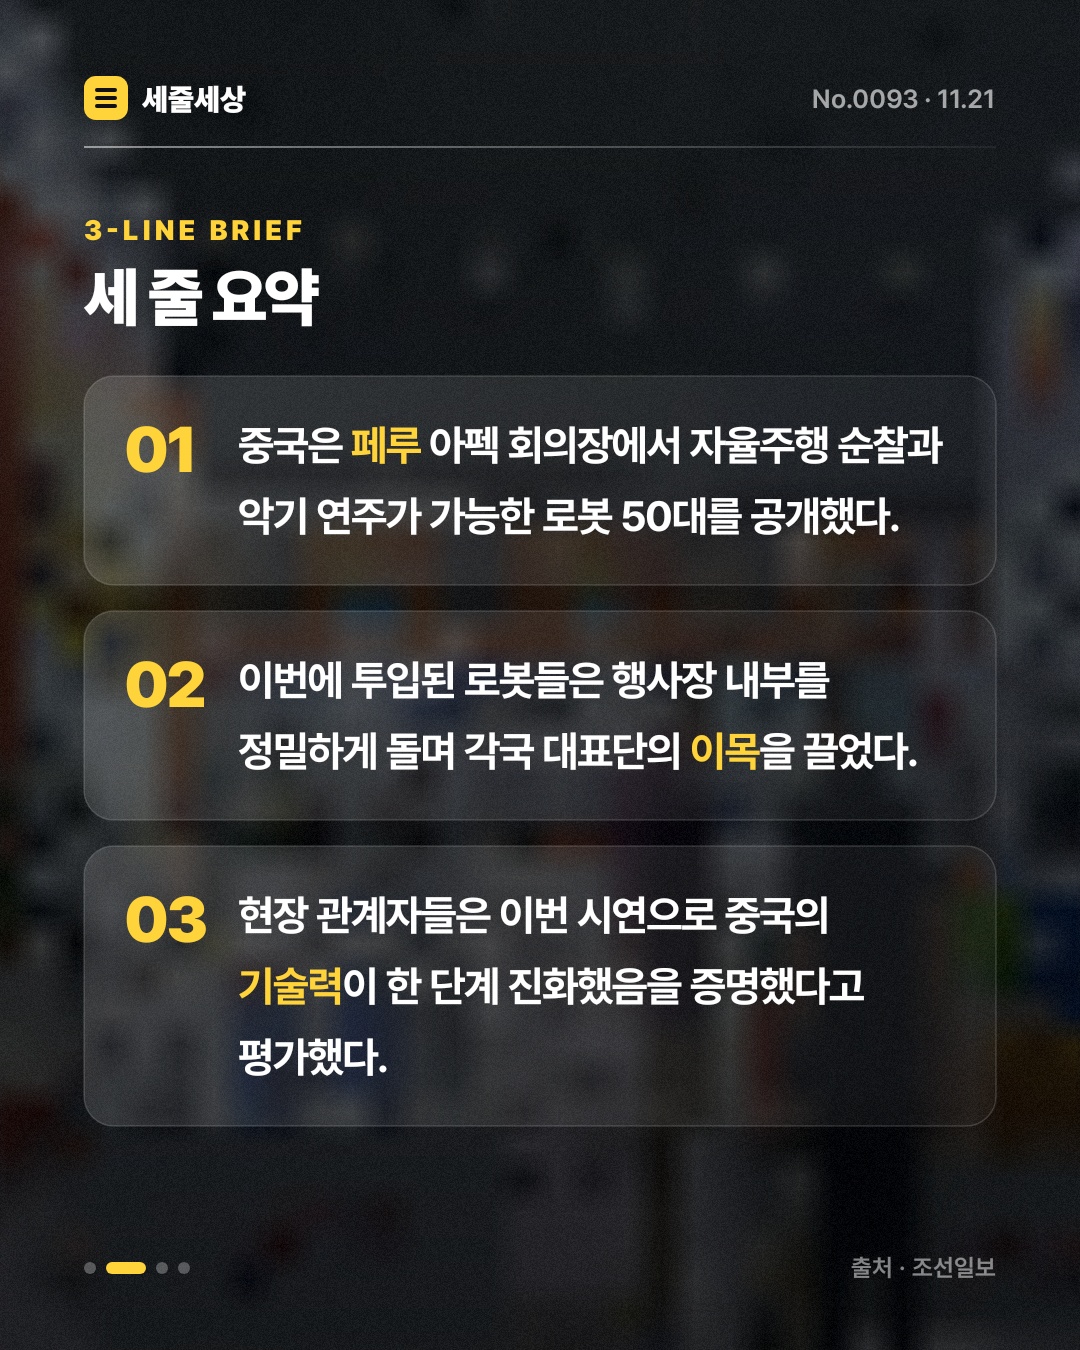 세줄세상
No.0093 · 11.21
3-LINE BRIEF
세 줄 요약
01
중국은 페루 아펙 회의장에서 자율주행 순찰과
악기 연주가 가능한 로봇 50대를 공개했다.
02
이번에 투입된 로봇들은 행사장 내부를
정밀하게 돌며 각국 대표단의 이목을 끌었다.
03
현장 관계자들은 이번 시연으로 중국의
기술력이 한 단계 진화했음을 증명했다고
평가했다.
출처 · 조선일보